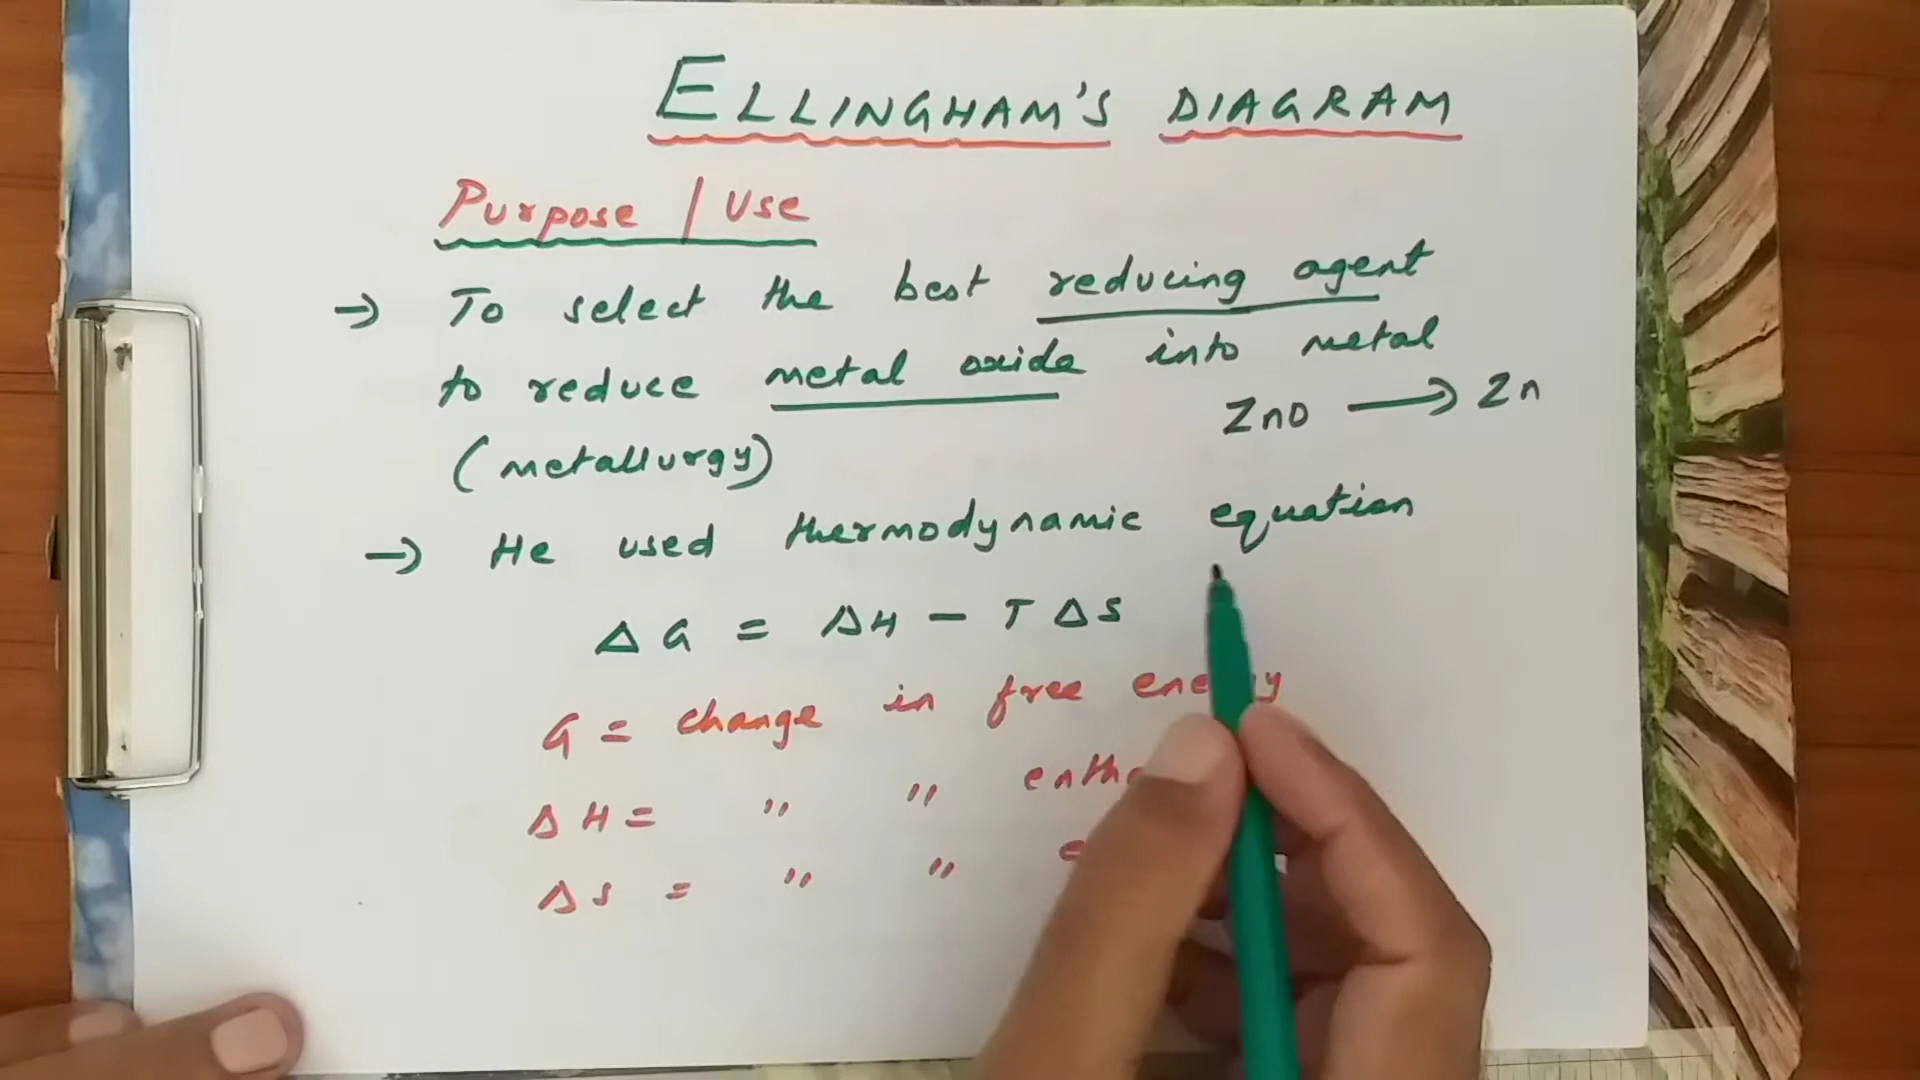 ELLINGHAM'S DIAGRAM
Purpose / Use
→ To select the best reducing agent
to reduce metal oxide into metal
ZnO ⟶ Zn
(metallurgy)
→ He used thermodynamic equation
ΔG = ΔH - TΔS
G = change in free energy
ΔH = " "
ΔS = " "